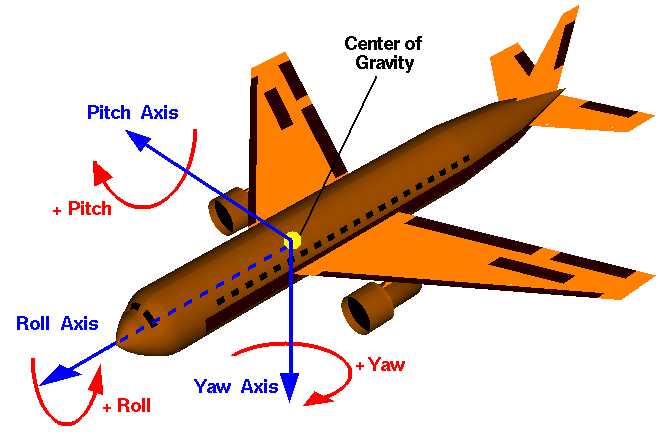 Center of
Gravity
Pitch Axis
+ Pitch
Roll Axis
+ Roll
Yaw Axis
+ Yaw